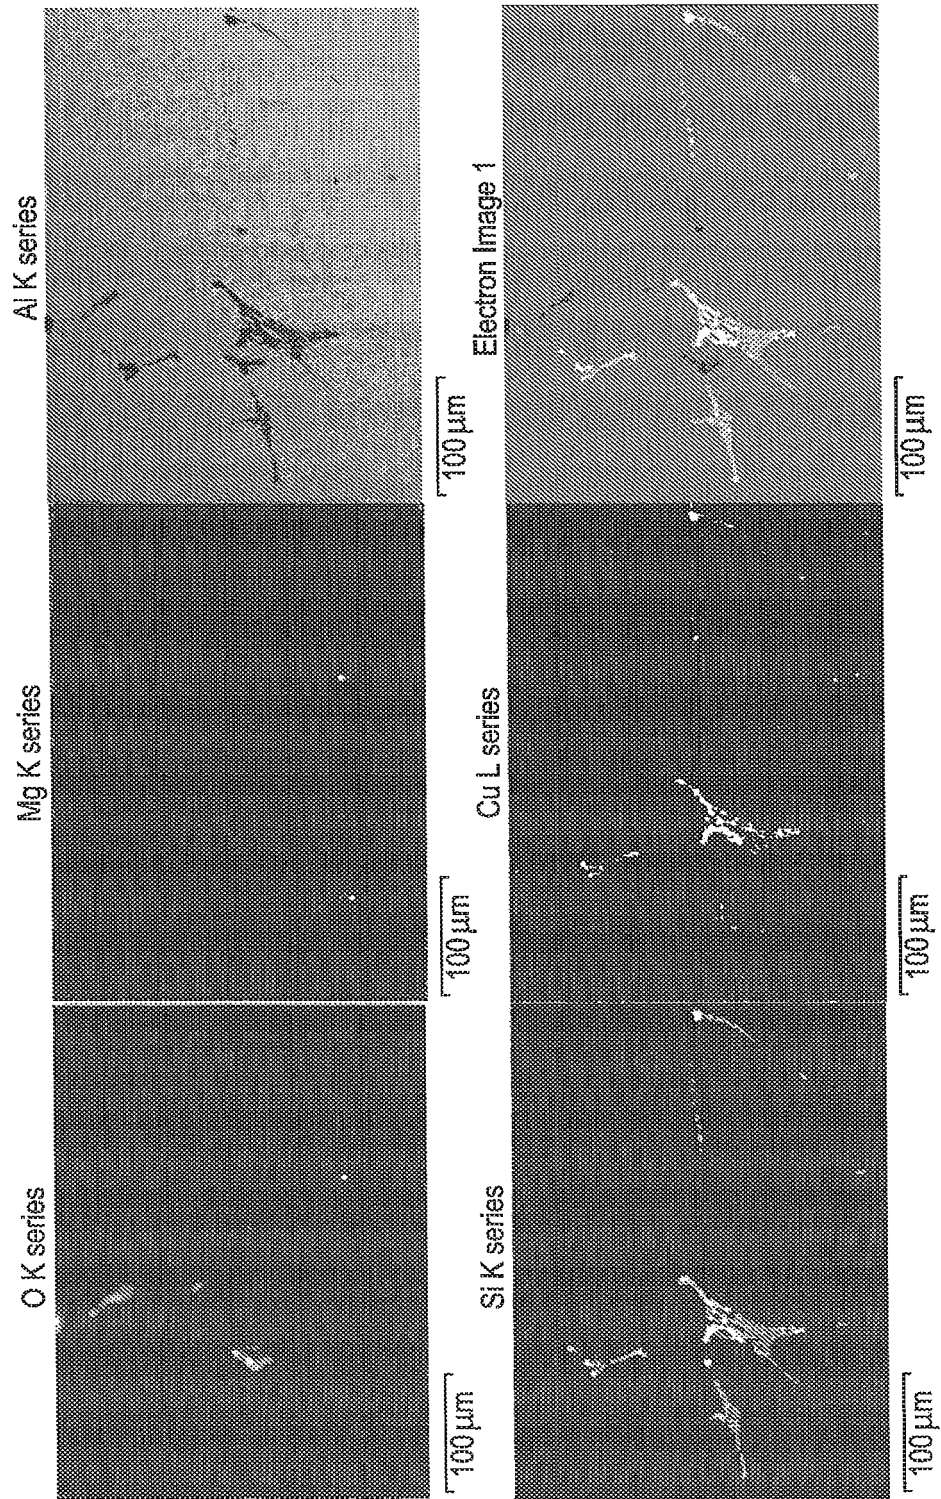 O K series
100 µm
Mg K series
100 µm
Al K series
100 µm
Si K series
100 µm
Cu L series
100 µm
Electron Image 1
100 µm